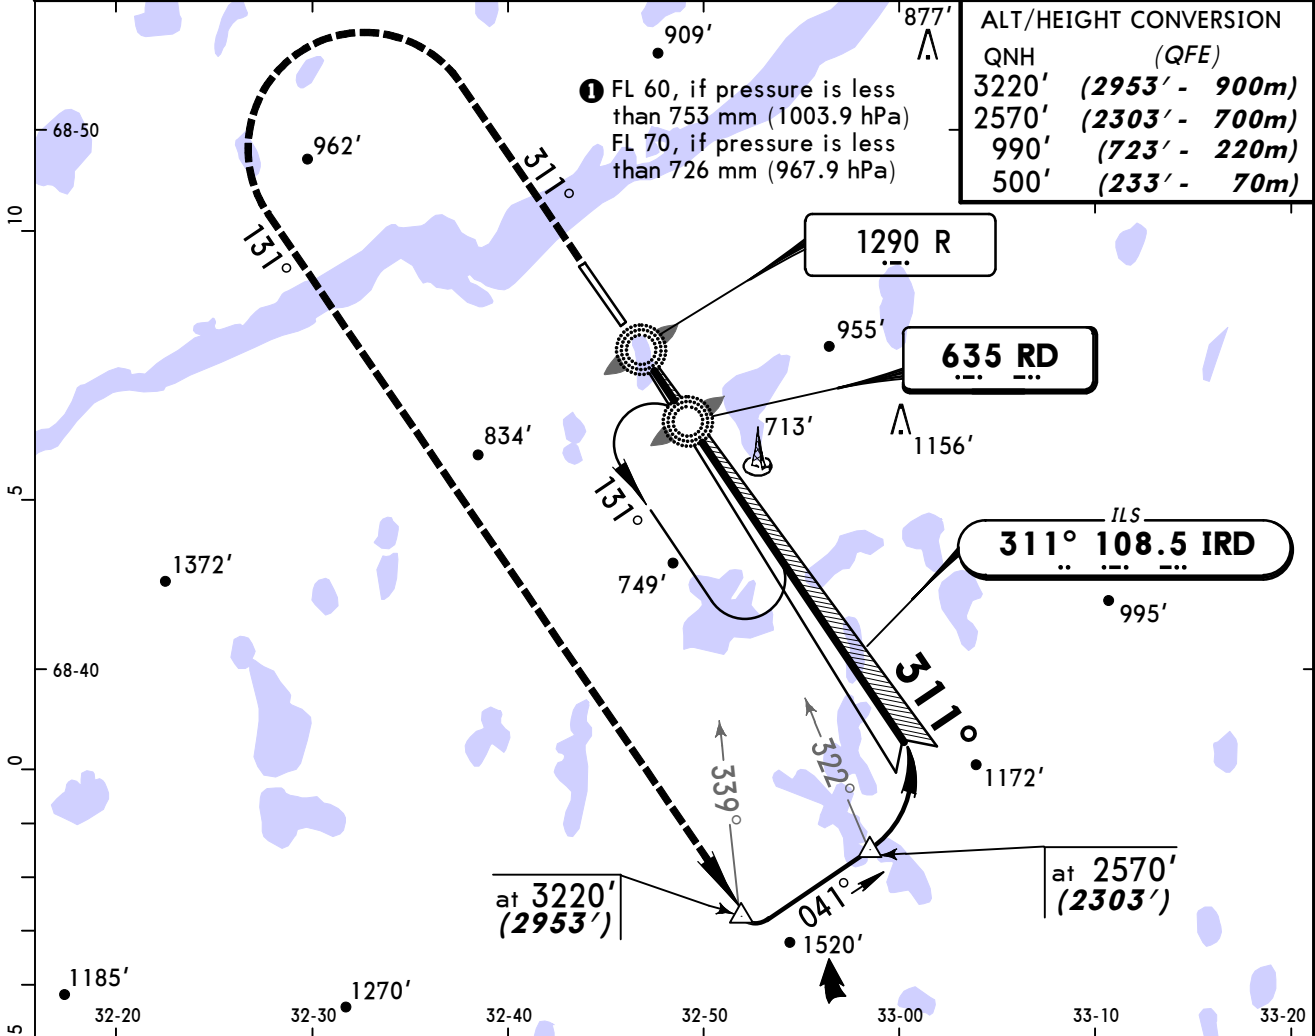 ALT/HEIGHT CONVERSION
QNH (QFE)
3220' (2953' - 900m)
2570' (2303' - 700m)
990' (723' - 220m)
500' (233' - 70m)
877'
909'
1 FL 60, if pressure is less
than 753 mm (1003.9 hPa)
FL 70, if pressure is less
than 726 mm (967.9 hPa)
68-50
962'
311°
10
131°
1290 R
955'
635 RD
834'
713'
1156'
5
131°
ILS
311° 108.5 IRD
1372'
749'
995'
68-40
311°
0
339°
322°
1172'
at 3220'
(2953')
041°
at 2570'
(2303')
1520'
1185'
1270'
5
32-20
32-30
32-40
32-50
33-00
33-10
33-20